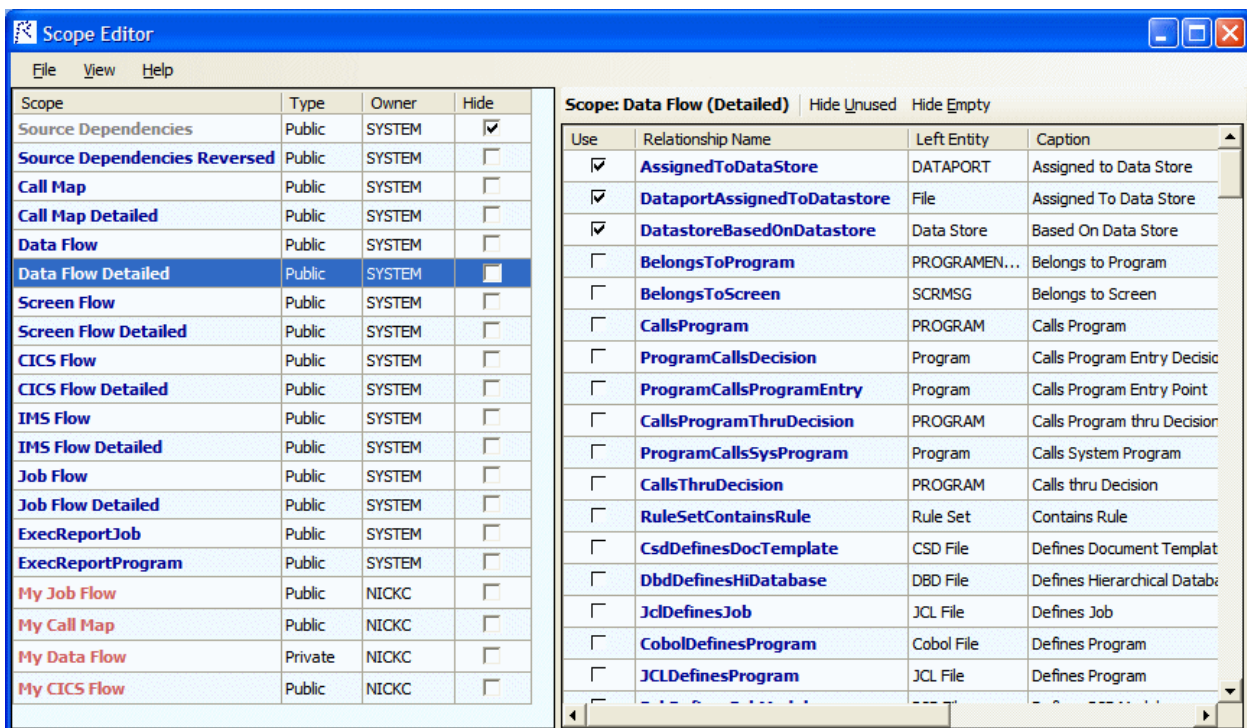 Scope Editor
File View Help
Scope Type Owner Hide
Source Dependencies Public SYSTEM
Source Dependencies Reversed Public SYSTEM
Call Map Public SYSTEM
Call Map Detailed Public SYSTEM
Data Flow Public SYSTEM
Data Flow Detailed Public SYSTEM
Screen Flow Public SYSTEM
Screen Flow Detailed Public SYSTEM
CICS Flow Public SYSTEM
CICS Flow Detailed Public SYSTEM
IMS Flow Public SYSTEM
IMS Flow Detailed Public SYSTEM
Job Flow Public SYSTEM
Job Flow Detailed Public SYSTEM
ExecReportJob Public SYSTEM
ExecReportProgram Public SYSTEM
My Job Flow Public NICKC
My Call Map Public NICKC
My Data Flow Private NICKC
My CICS Flow Public NICKC
Scope: Data Flow (Detailed) Hide Unused Hide Empty
Use Relationship Name Left Entity Caption
AssignedToDataStore DATAPORT Assigned to Data Store
DataportAssignedToDatastore File Assigned To Data Store
DatastoreBasedOnDatastore Data Store Based On Data Store
BelongsToProgram PROGRAMEN... Belongs to Program
BelongsToScreen SCRMSG Belongs to Screen
CallsProgram PROGRAM Calls Program
ProgramCallsDecision Program Calls Program Entry Decisio
ProgramCallsProgramEntry Program Calls Program Entry Point
CallsProgramThruDecision PROGRAM Calls Program thru Decision
ProgramCallsSysProgram Program Calls System Program
CallsThruDecision PROGRAM Calls thru Decision
RuleSetContainsRule Rule Set Contains Rule
CsdDefinesDocTemplate CSD File Defines Document Templat
DbdDefinesHiDatabase DBD File Defines Hierarchical Databa
JclDefinesJob JCL File Defines Job
CobolDefinesProgram Cobol File Defines Program
JCLDefinesProgram JCL File Defines Program